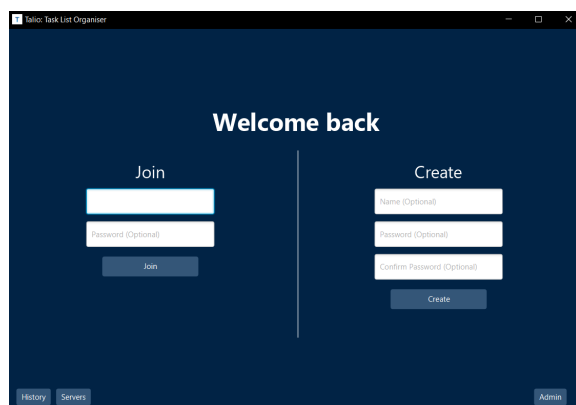 T Talio: Task List Organiser
Welcome back
Join
Password (Optional)
Join
Create
Name (Optional)
Password (Optional)
Confirm Password (Optional)
Create
History Servers Admin